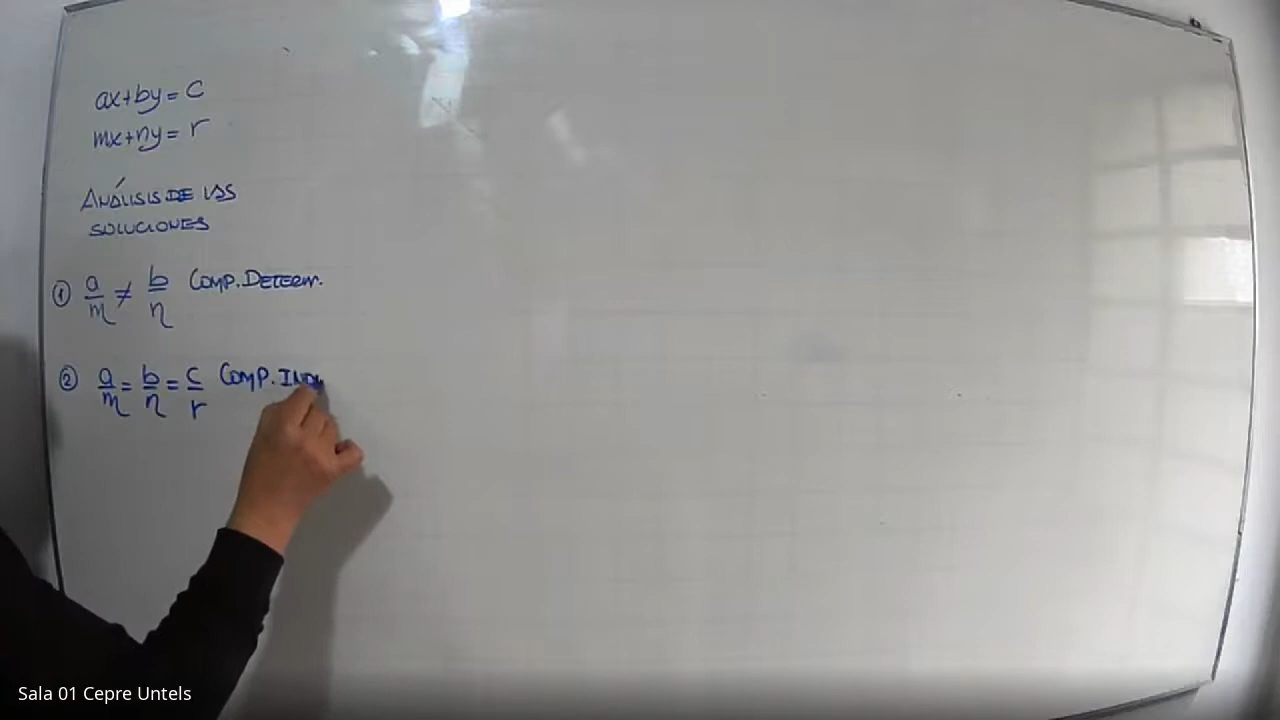 ax+by= c
mx+ny= r
ANÁLISIS DE LAS
SOLUCIONES
① a/m ≠ b/n COMP. DETERM.
② a/m = b/n = c/r COMP.
Sala 01 Cepre Untels